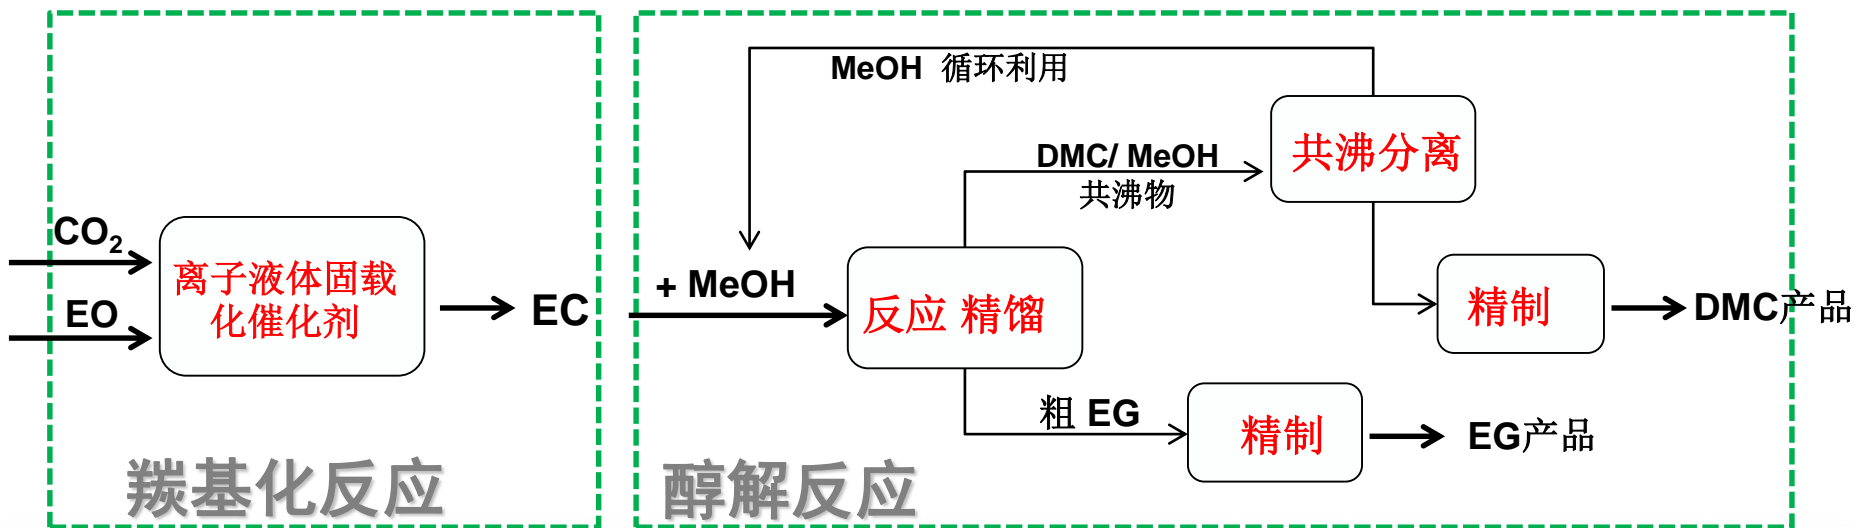 MeOH 循环利用
DMC/ MeOH
共沸物
共沸分离
CO₂
EO
离子液体固载
化催化剂
EC
+ MeOH
反应 精馏
精制
DMC产品
粗 EG
精制
EG产品
羰基化反应
醇解反应